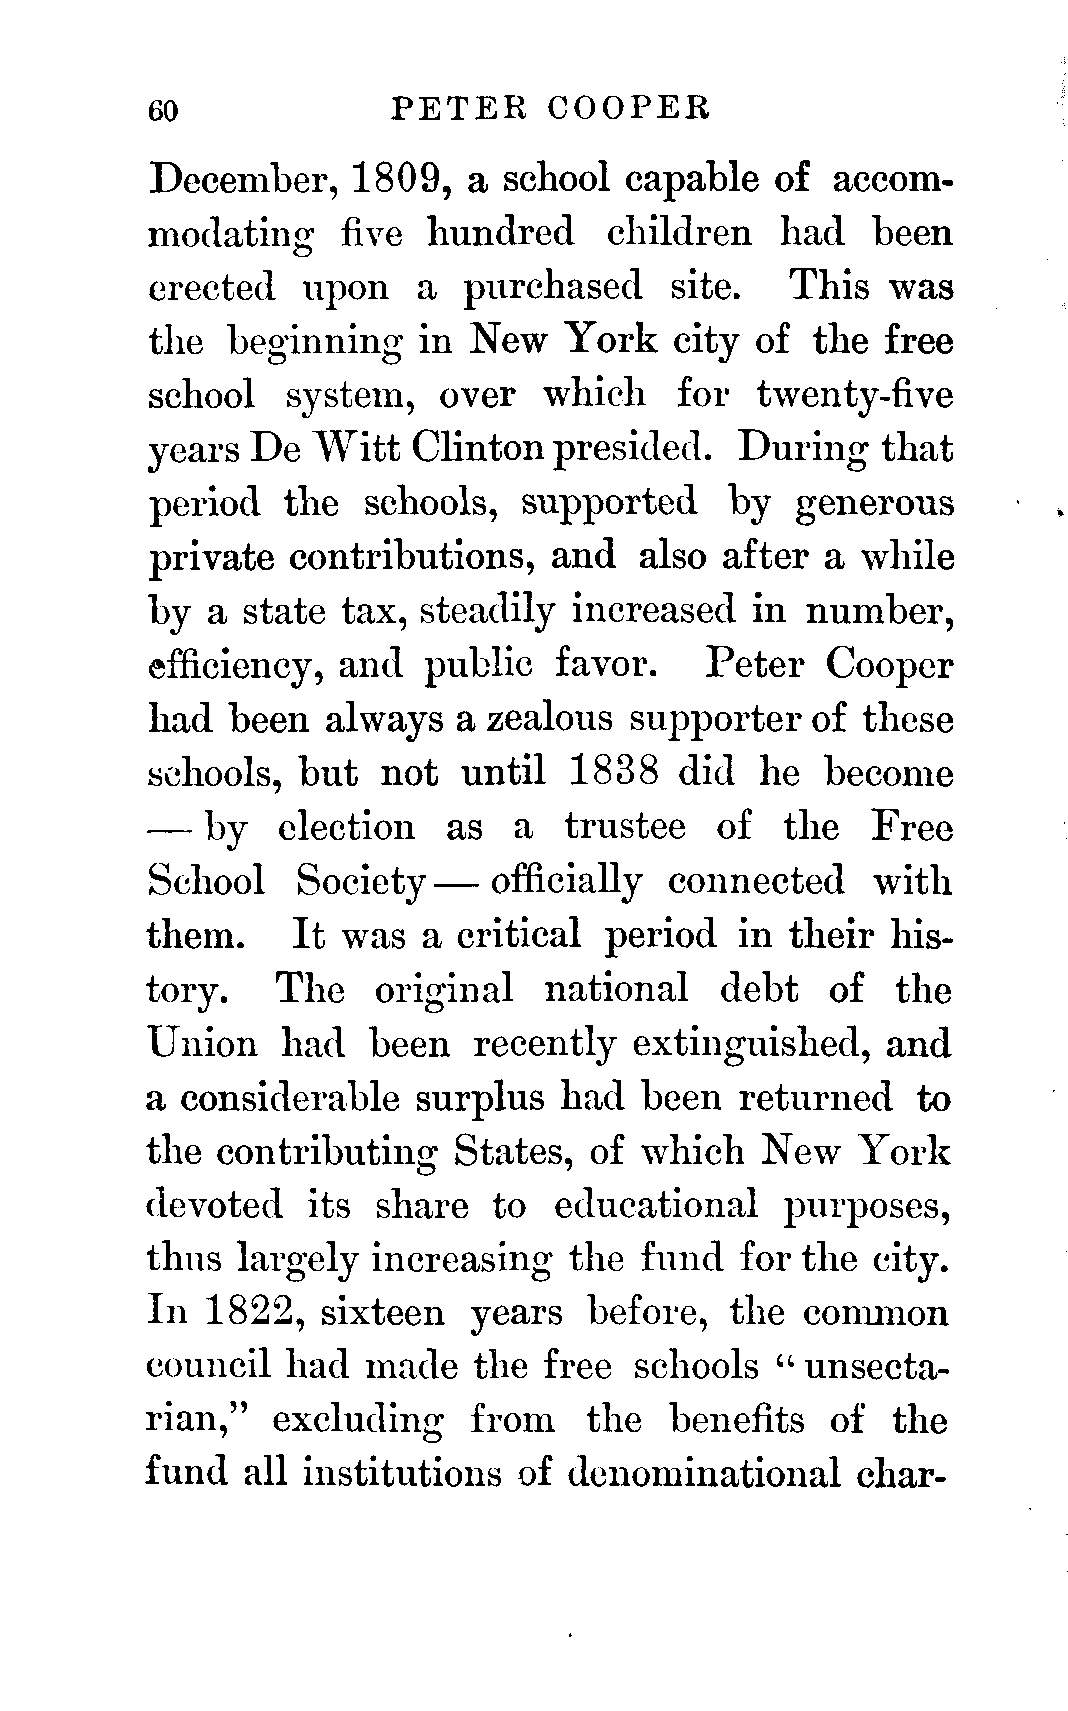 60 PETER COOPER
December, 1809, a school capable of accom-
modating five hundred children had been
erected upon a purchased site. This was
the beginning in New York city of the free
school system, over which for twenty-five
years De Witt Clinton presided. During that
period the schools, supported by generous
private contributions, and also after a while
by a state tax, steadily increased in number,
efficiency, and public favor. Peter Cooper
had been always a zealous supporter of these
schools, but not until 1838 did he become
— by election as a trustee of the Free
School Society — officially connected with
them. It was a critical period in their his-
tory. The original national debt of the
Union had been recently extinguished, and
a considerable surplus had been returned to
the contributing States, of which New York
devoted its share to educational purposes,
thus largely increasing the fund for the city.
In 1822, sixteen years before, the common
council had made the free schools " unsecta-
rian," excluding from the benefits of the
fund all institutions of denominational char-